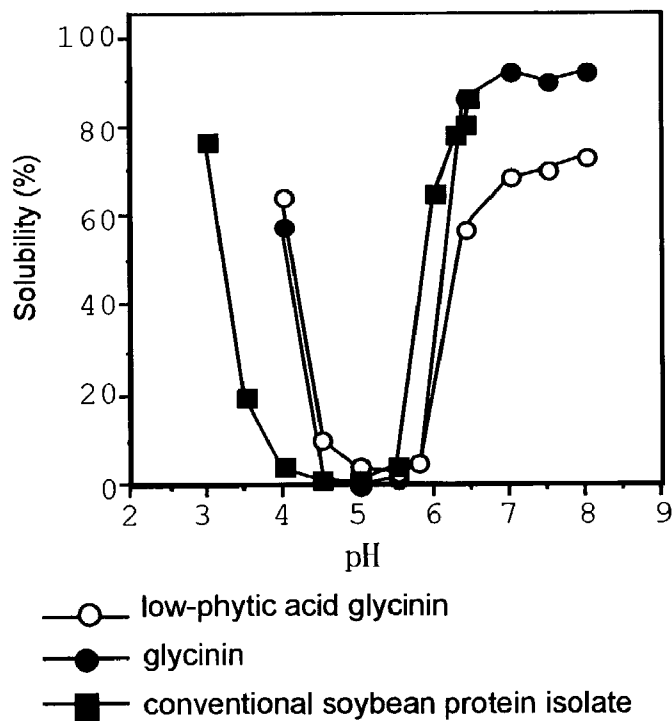 Solubility (%)
100
80
60
40
20
0
2 3 4 5 6 7 8 9
pH
low-phytic acid glycinin
glycinin
conventional soybean protein isolate